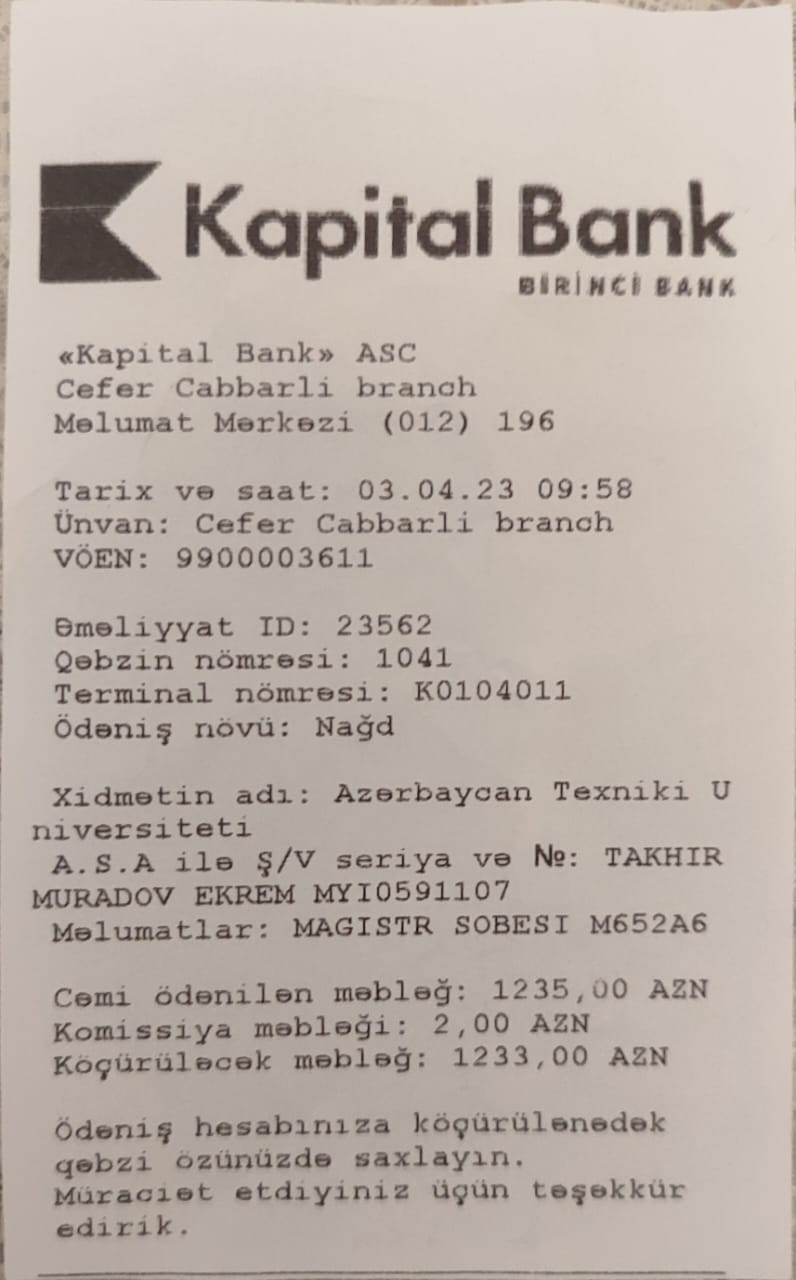 Kapital Bank
BİRİNCİ BANK
«Kapital Bank» ASC
Cefer Cabbarli branch
Məlumat Mərkəzi (012) 196
Tarix və saat: 03.04.23 09:58
Ünvan: Cefer Cabbarli branch
VÖEN: 9900003611
Əməliyyat ID: 23562
Qəbzin nömrəsi: 1041
Terminal nömrəsi: K0104011
Ödəniş növü: Nağd
Xidmətin adı: Azərbaycan Texniki U
niversiteti
A.S.A ilə Ş/V seriya və №: TAKHIR
MURADOV EKREM MYI0591107
Məlumatlar: MAGISTR SOBESI M652A6
Cəmi ödənilən məbləğ: 1235,00 AZN
Komissiya məbləği: 2,00 AZN
Köçürüləcək məbləğ: 1233,00 AZN
Ödəniş hesabınıza köçürülənədək
qəbzi özünüzdə saxlayın.
Müraciət etdiyiniz üçün təşəkkür
edirik.